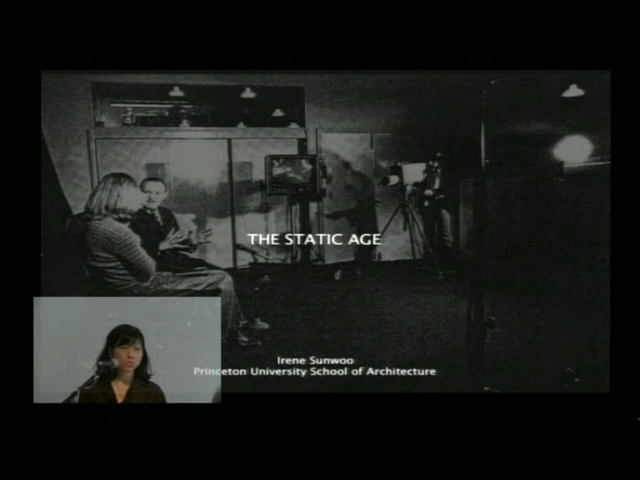 THE STATIC AGE
Irene Sunwoo
Princeton University School of Architecture